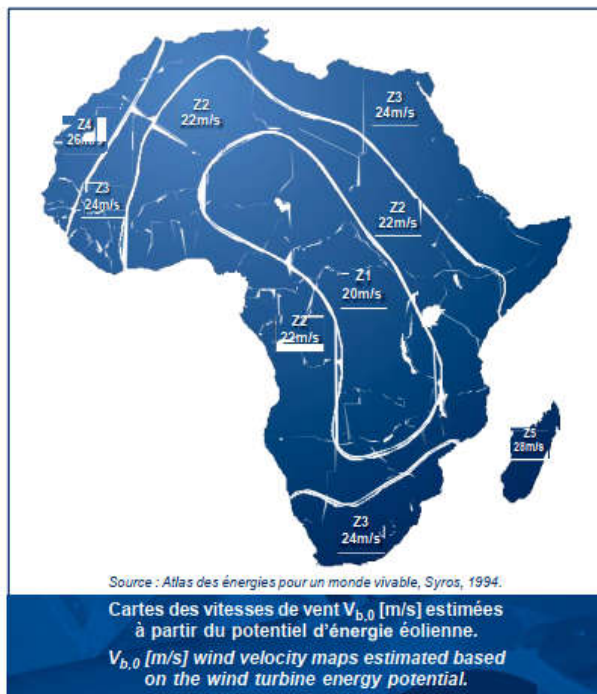 Z3
24m/s
Z2
22m/s
Z4
26m/s
Z3
24m/s
Z2
22m/s
Z1
20m/s
Z2
22m/s
Z5
28m/s
Z3
24m/s
Source : Atlas des énergies pour un monde vivable, Syros, 1994.
Cartes des vitesses de vent Vb,0 [m/s] estimées
à partir du potentiel d'énergie éolienne.
Vb,0 [m/s] wind velocity maps estimated based
on the wind turbine energy potential.